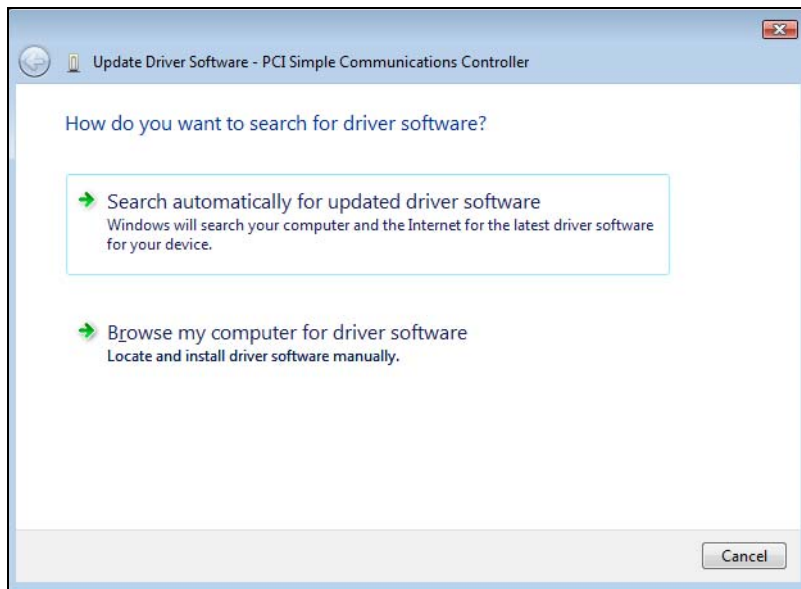 Update Driver Software - PCI Simple Communications Controller
How do you want to search for driver software?
Search automatically for updated driver software
Windows will search your computer and the Internet for the latest driver software
for your device.
Browse my computer for driver software
Locate and install driver software manually.
Cancel